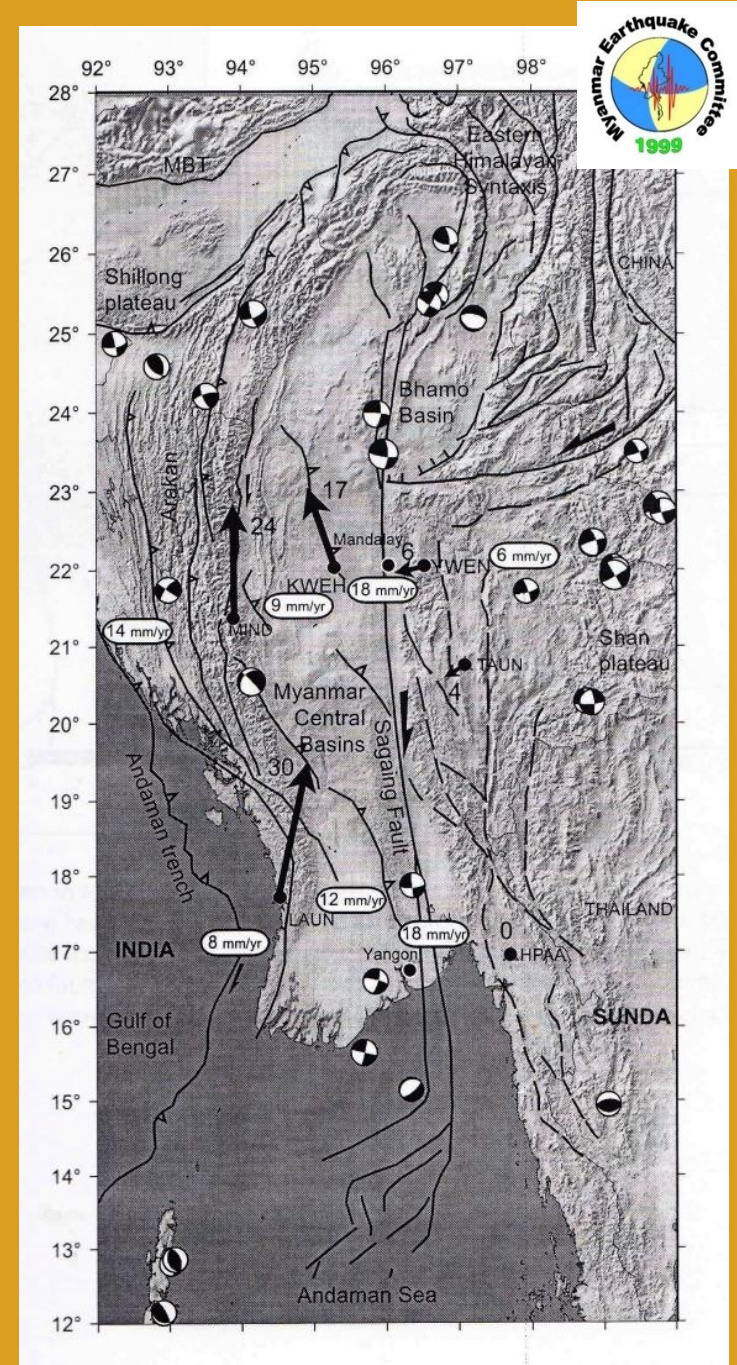 Myanmar Earthquake Committee
1999
92°
93°
94°
95°
96°
97°
98°
28°
27°
26°
25°
24°
23°
22°
21°
20°
19°
18°
17°
16°
15°
14°
13°
12°
MBT
Eastern
Himalayan
Syntaxis
CHINA
Shillong
plateau
Bhamo
Basin
Arakan
17
24
Mandalay
6
YWEN
6 mm/yr
KWEH
18 mm/yr
9 mm/yr
MIND
14 mm/yr
Shan
plateau
TAUN
4
Myanmar
Central
Basins
Sagaing Fault
30
Andaman trench
12 mm/yr
THAILAND
LAUN
8 mm/yr
18 mm/yr
0
INDIA
Yangon
HPAA
Gulf of
Bengal
SUNDA
Andaman Sea